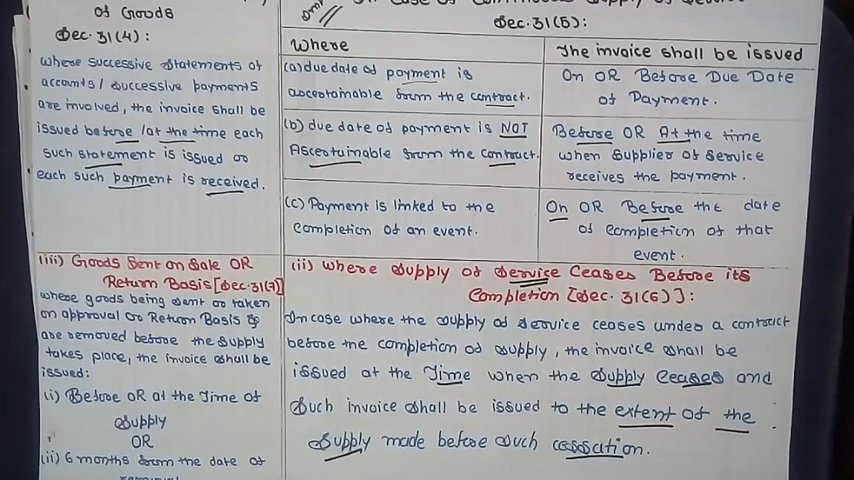 of Goods
Sec. 31(4):
where successive statements of
accounts / successive payments
are involved, the invoice shall be
issued before / at the time each
such statement is issued or
each such payment is received.
(iii) Goods Sent on Sale OR
Return Basis [Sec. 31(7)]
where goods being sent or taken
on approval or Return Basis &
are removed before the supply
takes place, the invoice shall be
issued:
(i) Before OR at the Time of
Supply
OR
(ii) 6 months from the date of
Sec. 31(5):
Where
The invoice shall be issued
(a) due date of payment is
ascertainable from the contract.
On OR Before Due Date
of Payment.
(b) due date of payment is NOT
Ascertainable from the contract.
Before OR At the time
when supplier of service
receives the payment.
(c) Payment is linked to the
completion of an event.
On OR Before the date
of completion of that
event.
(ii) Where Supply of Service Ceases Before its
Completion [Sec. 31(6)]:
In case where the supply of service ceases under a contract
before the completion of supply, the invoice shall be
issued at the Time when the Supply Ceases and
Such invoice shall be issued to the extent of the
Supply made before such cessation.